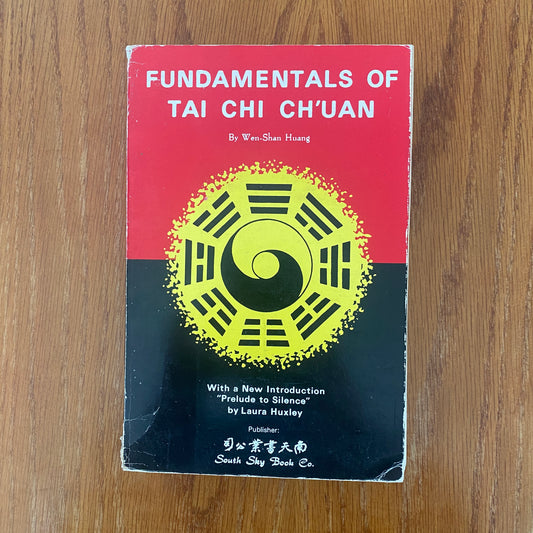 FUNDAMENTALS OF
TAI CHI CH'UAN
By Wen-Shan Huang
With a New Introduction
"Prelude to Silence"
by Laura Huxley
Publisher:
司公業書天南
South Sky Book Co.